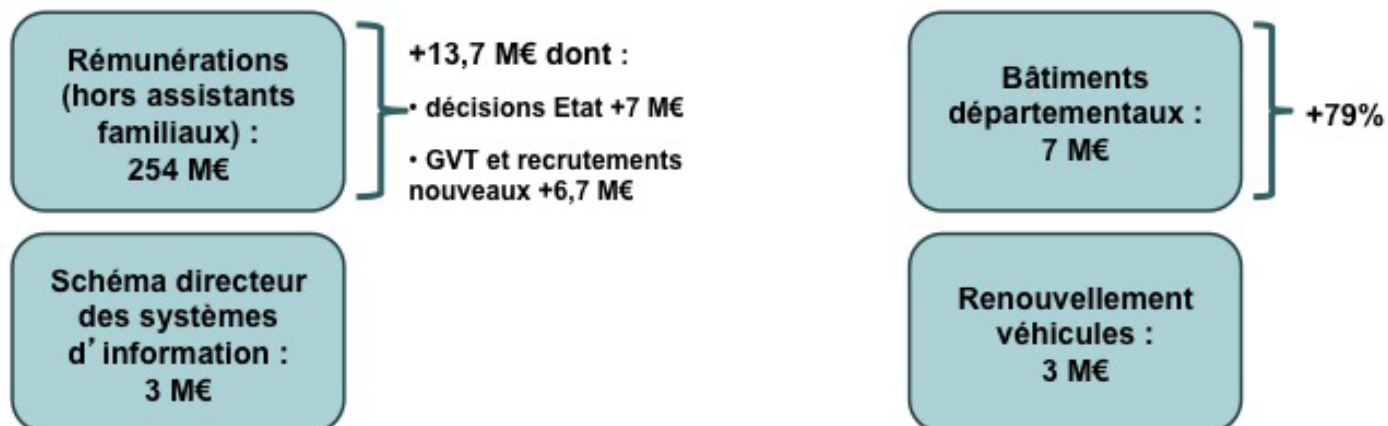 Rémunérations
(hors assistants
familiaux) :
254 M€
+13,7 M€ dont :
• décisions Etat +7 M€
• GVT et recrutements
nouveaux +6,7 M€
Bâtiments
départementaux :
7 M€
+79%
Schéma directeur
des systèmes
d’ information :
3 M€
Renouvellement
véhicules :
3 M€